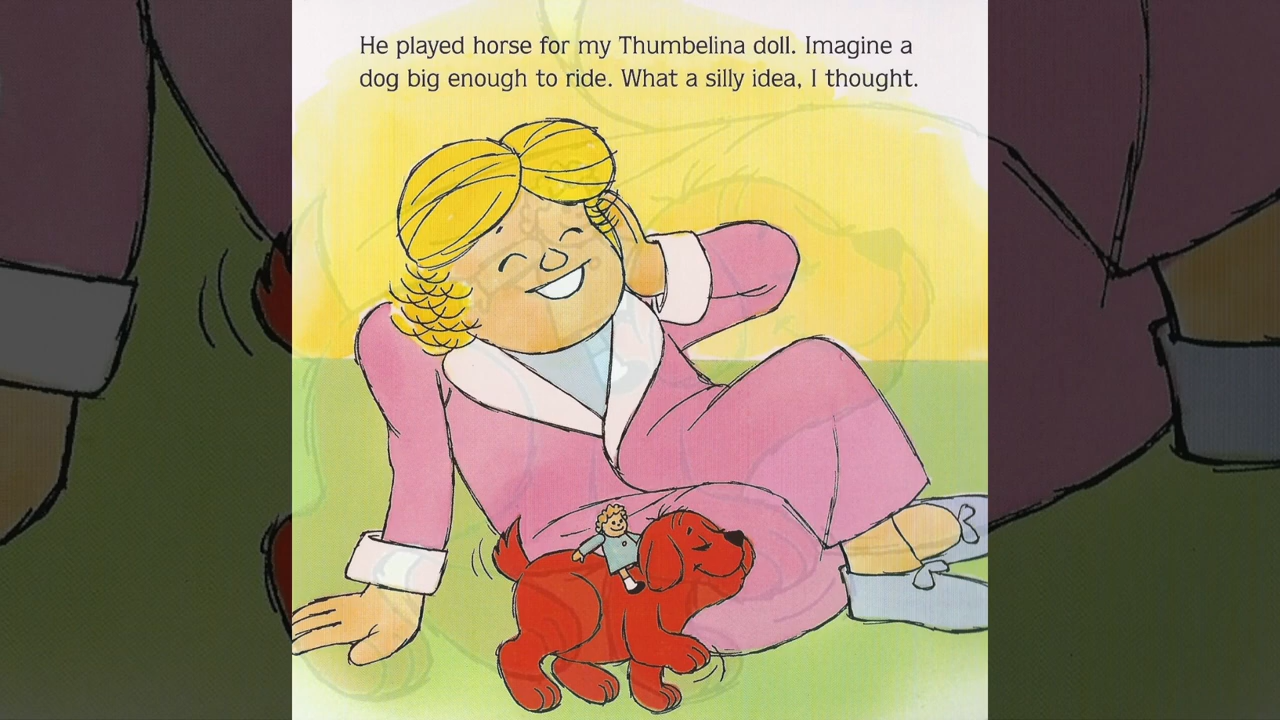 He played horse for my Thumbelina doll. Imagine a
dog big enough to ride. What a silly idea, I thought.